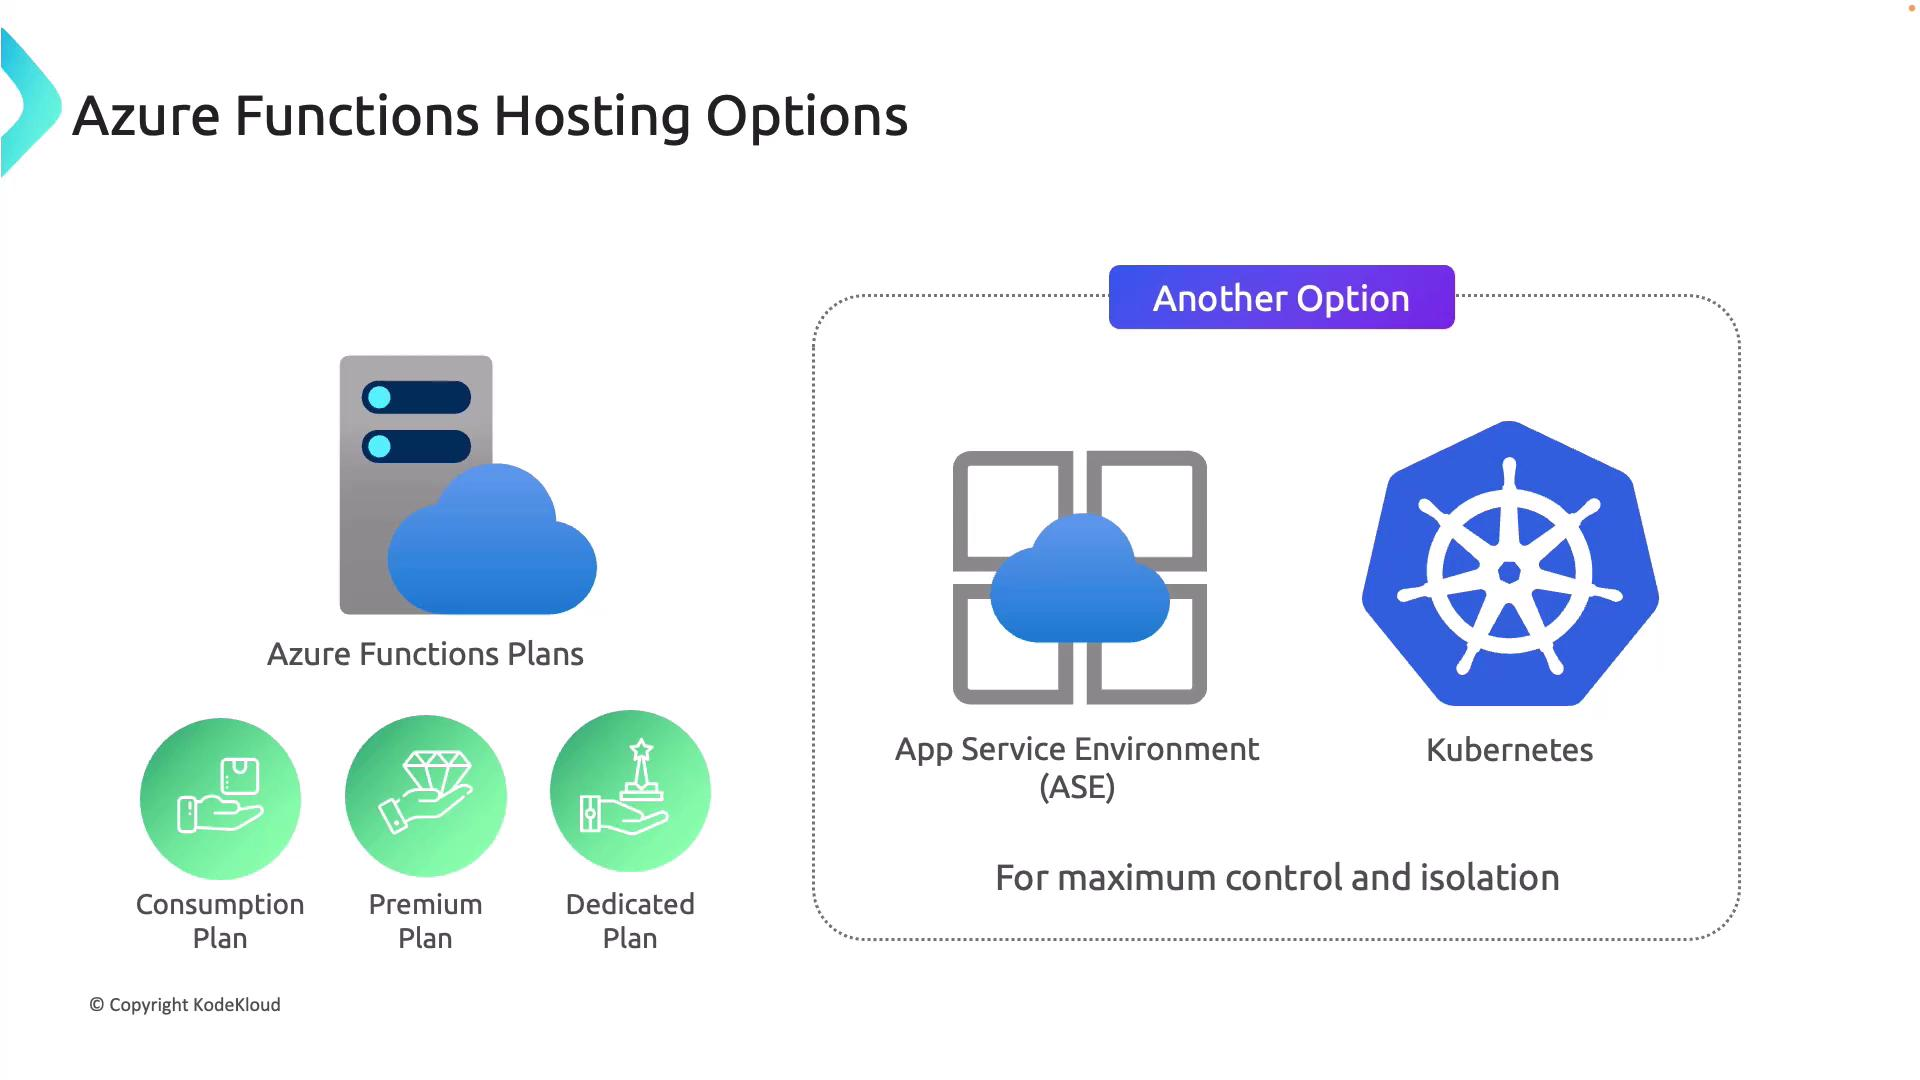 Azure Functions Hosting Options
Azure Functions Plans
Consumption
Plan
Premium
Plan
Dedicated
Plan
Another Option
App Service Environment
(ASE)
Kubernetes
For maximum control and isolation
© Copyright KodeKloud